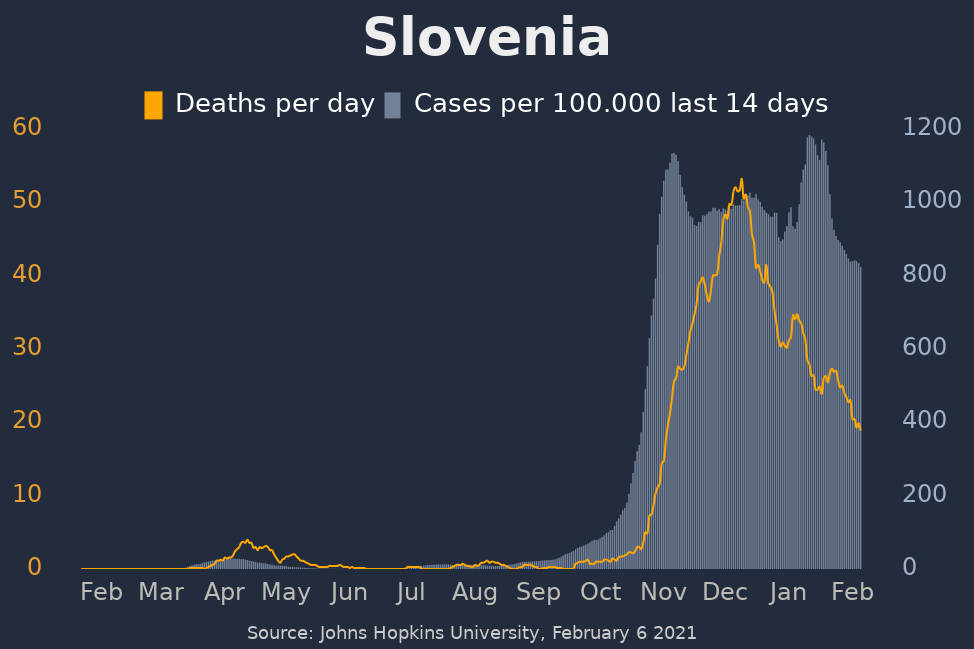 Slovenia
Deaths per day Cases per 100.000 last 14 days
60 1200
50 1000
40 800
30 600
20 400
10 200
0 0
Feb Mar Apr May Jun Jul Aug Sep Oct Nov Dec Jan Feb
Source: Johns Hopkins University, February 6 2021